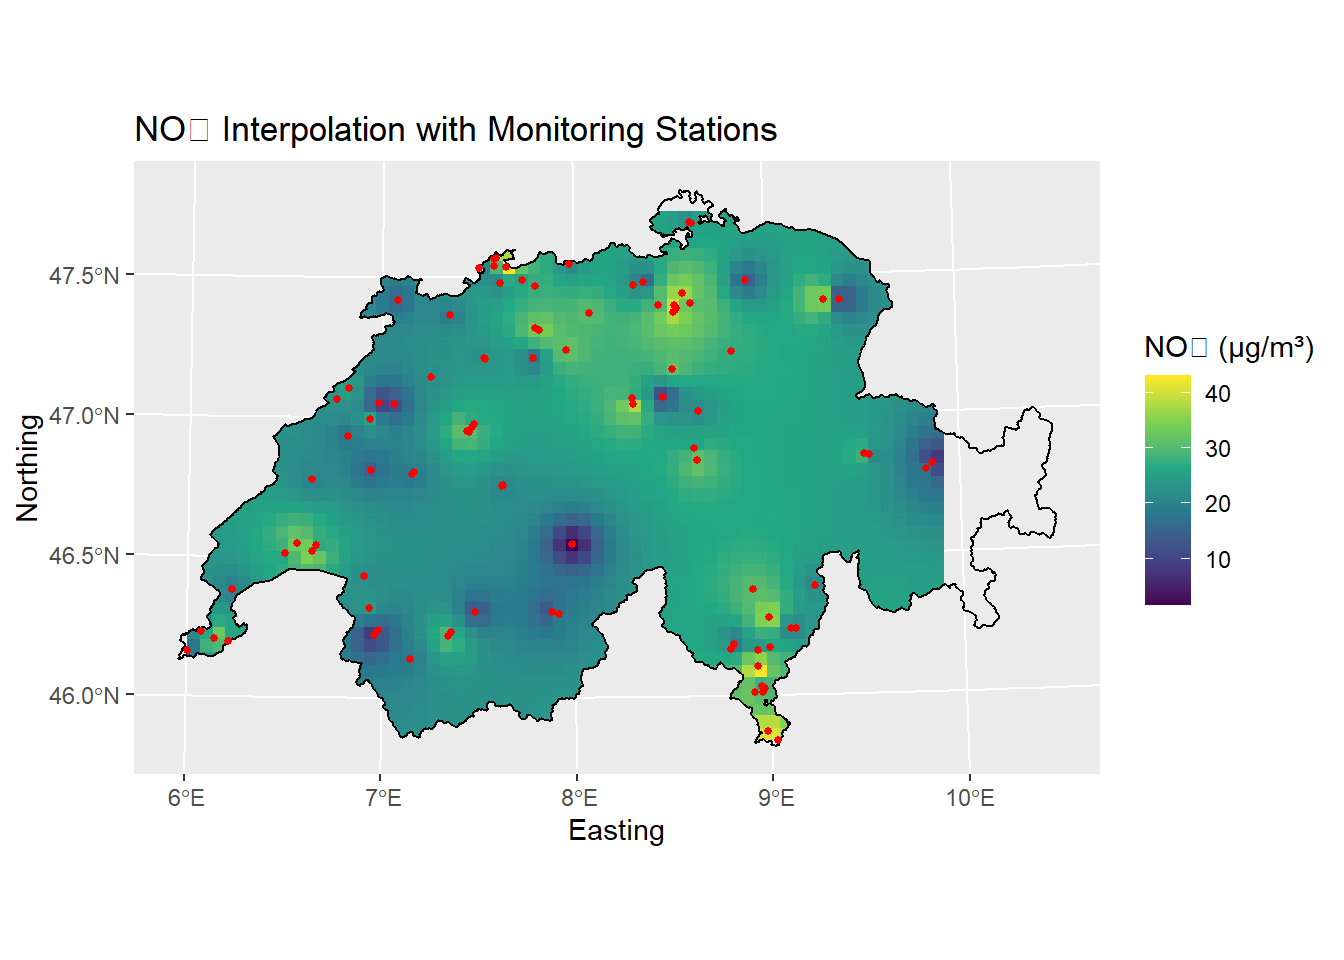 NO□ Interpolation with Monitoring Stations
47.5°N
47.0°N
46.5°N
46.0°N
Northing
6°E
7°E
8°E
9°E
10°E
Easting
NO□ (µg/m³)
40
30
20
10